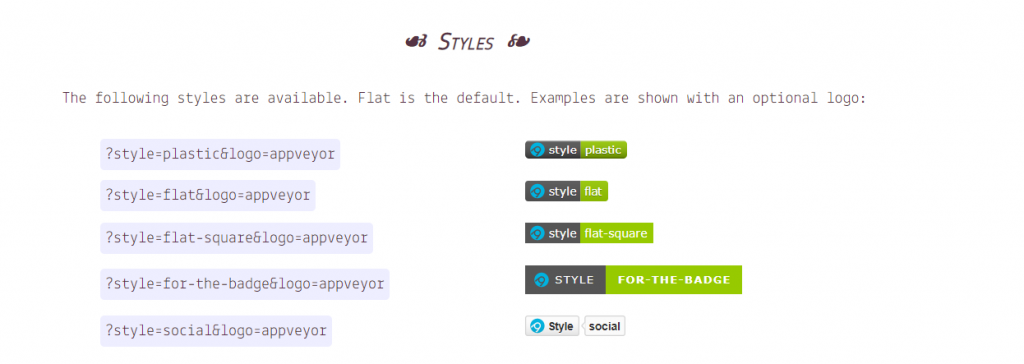 Styles
The following styles are available. Flat is the default. Examples are shown with an optional logo:
?style=plastic&logo=appveyor style plastic
?style=flat&logo=appveyor style flat
?style=flat-square&logo=appveyor style flat-square
?style=for-the-badge&logo=appveyor STYLE FOR-THE-BADGE
?style=social&logo=appveyor Style social